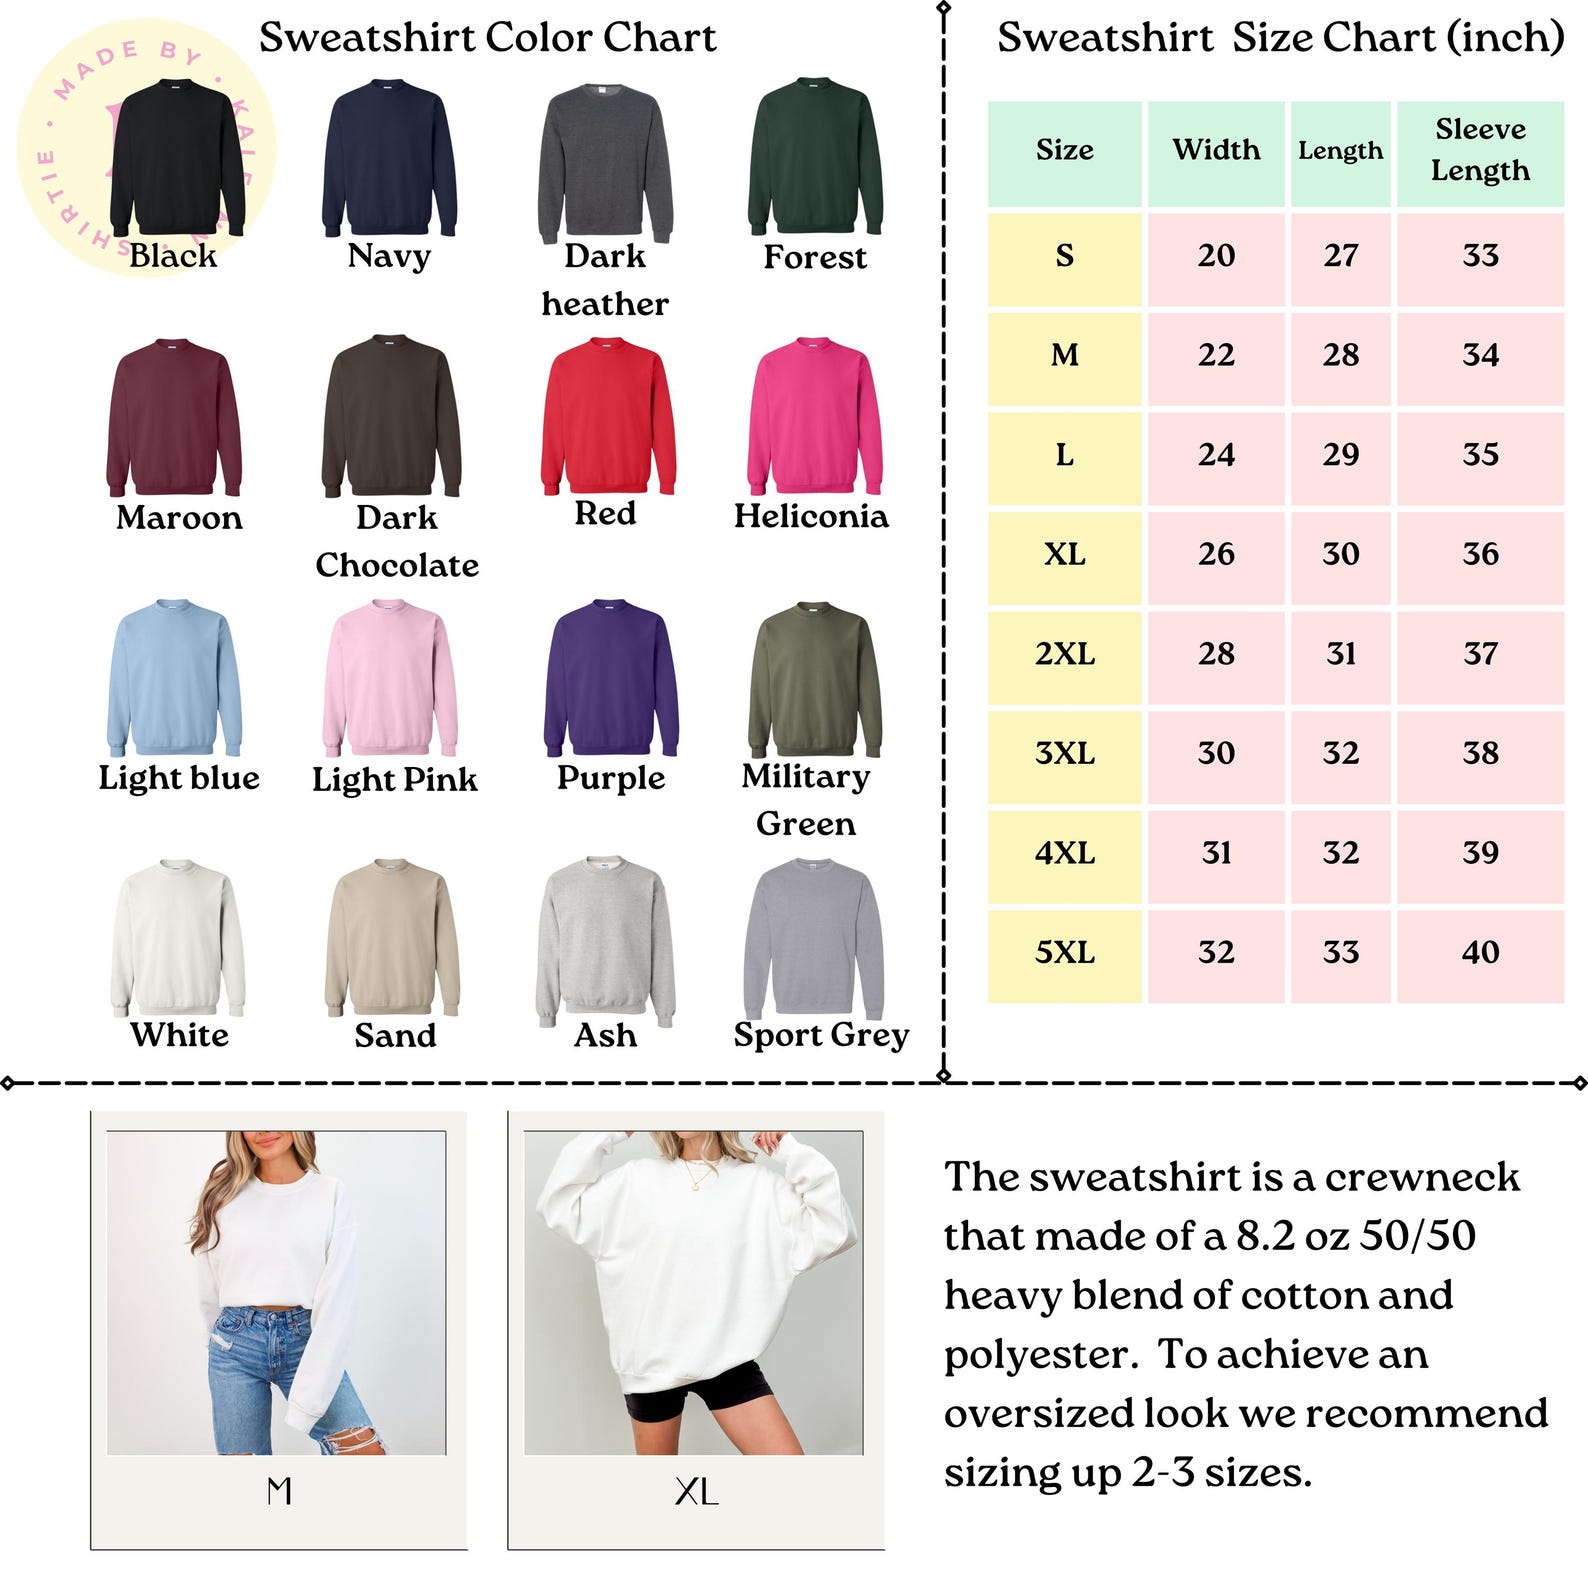 Sweatshirt Color Chart
MADE BY • KAI
SHIRTIE •
Black
Navy
Dark
heather
Forest
Maroon
Dark
Chocolate
Red
Heliconia
Light blue
Light Pink
Purple
Military
Green
White
Sand
Ash
Sport Grey
Sweatshirt Size Chart (inch)
Size Width Length Sleeve
Length
S 20 27 33
M 22 28 34
L 24 29 35
XL 26 30 36
2XL 28 31 37
3XL 30 32 38
4XL 31 32 39
5XL 32 33 40
M
XL
The sweatshirt is a crewneck
that made of a 8.2 oz 50/50
heavy blend of cotton and
polyester. To achieve an
oversized look we recommend
sizing up 2-3 sizes.